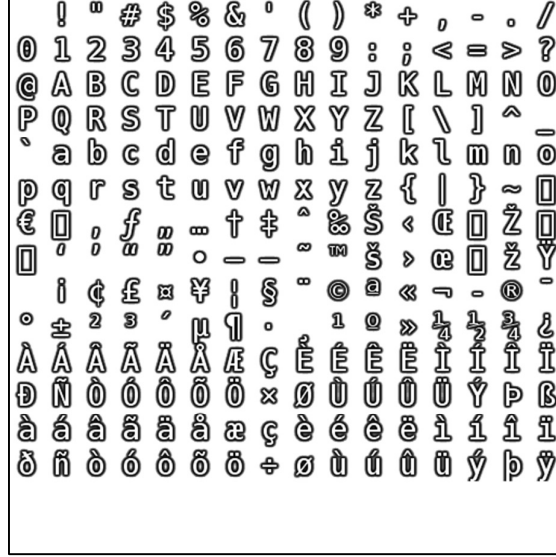 ! " # $ % & ' ( ) * + , - . /
0 1 2 3 4 5 6 7 8 9 : ; < = > ?
@ A B C D E F G H I J K L M N O
P Q R S T U V W X Y Z [ \ ] ^ _
` a b c d e f g h i j k l m n o
p q r s t u v w x y z { | } ~ ▯
€ ▯ ‚ ƒ „ … † ‡ ˆ ‰ Š ‹ Œ ▯ Ž ▯
▯ ‘ ’ “ ” • – — ˜ ™ š › œ ▯ ž Ÿ
¡ ¢ £ ¤ ¥ ¦ § ¨ © ª « ¬ - ® ¯
° ± ² ³ ´ µ ¶ · ¸ ¹ º » ¼ ½ ¾ ¿
À Á Â Ã Ä Å Æ Ç È É Ê Ë Ì Í Î Ï
Ð Ñ Ò Ó Ô Õ Ö × Ø Ù Ú Û Ü Ý Þ ß
à á â ã ä å æ ç è é ê ë ì í î ï
ð ñ ò ó ô õ ö ÷ ø ù ú û ü ý þ ÿ